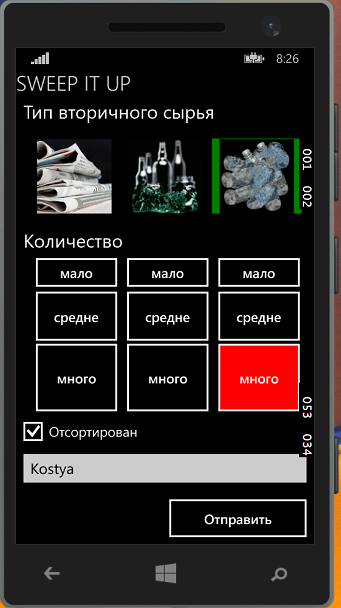 8:26
SWEEP IT UP
Тип вторичного сырья
001 002
Количество
мало мало мало
средне средне средне
много много много
053 034
Отсортирован
Kostya
Отправить